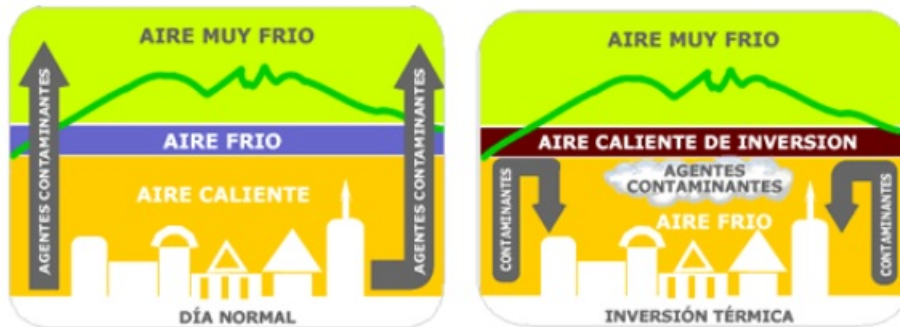 AIRE MUY FRIO
AIRE FRIO
AIRE CALIENTE
AGENTES CONTAMINANTES
AGENTES CONTAMINANTES
DÍA NORMAL
AIRE MUY FRIO
AIRE CALIENTE DE INVERSION
AGENTES
CONTAMINANTES
AIRE FRIO
CONTAMINANTES
CONTAMINANTES
INVERSIÓN TÉRMICA